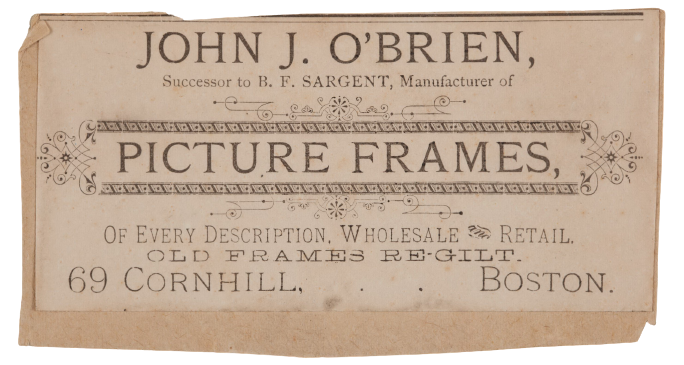 JOHN J. O'BRIEN,
Successor to B. F. SARGENT, Manufacturer of
PICTURE FRAMES,
OF EVERY DESCRIPTION, WHOLESALE and RETAIL.
OLD FRAMES RE-GILT.
69 CORNHILL, . . BOSTON.